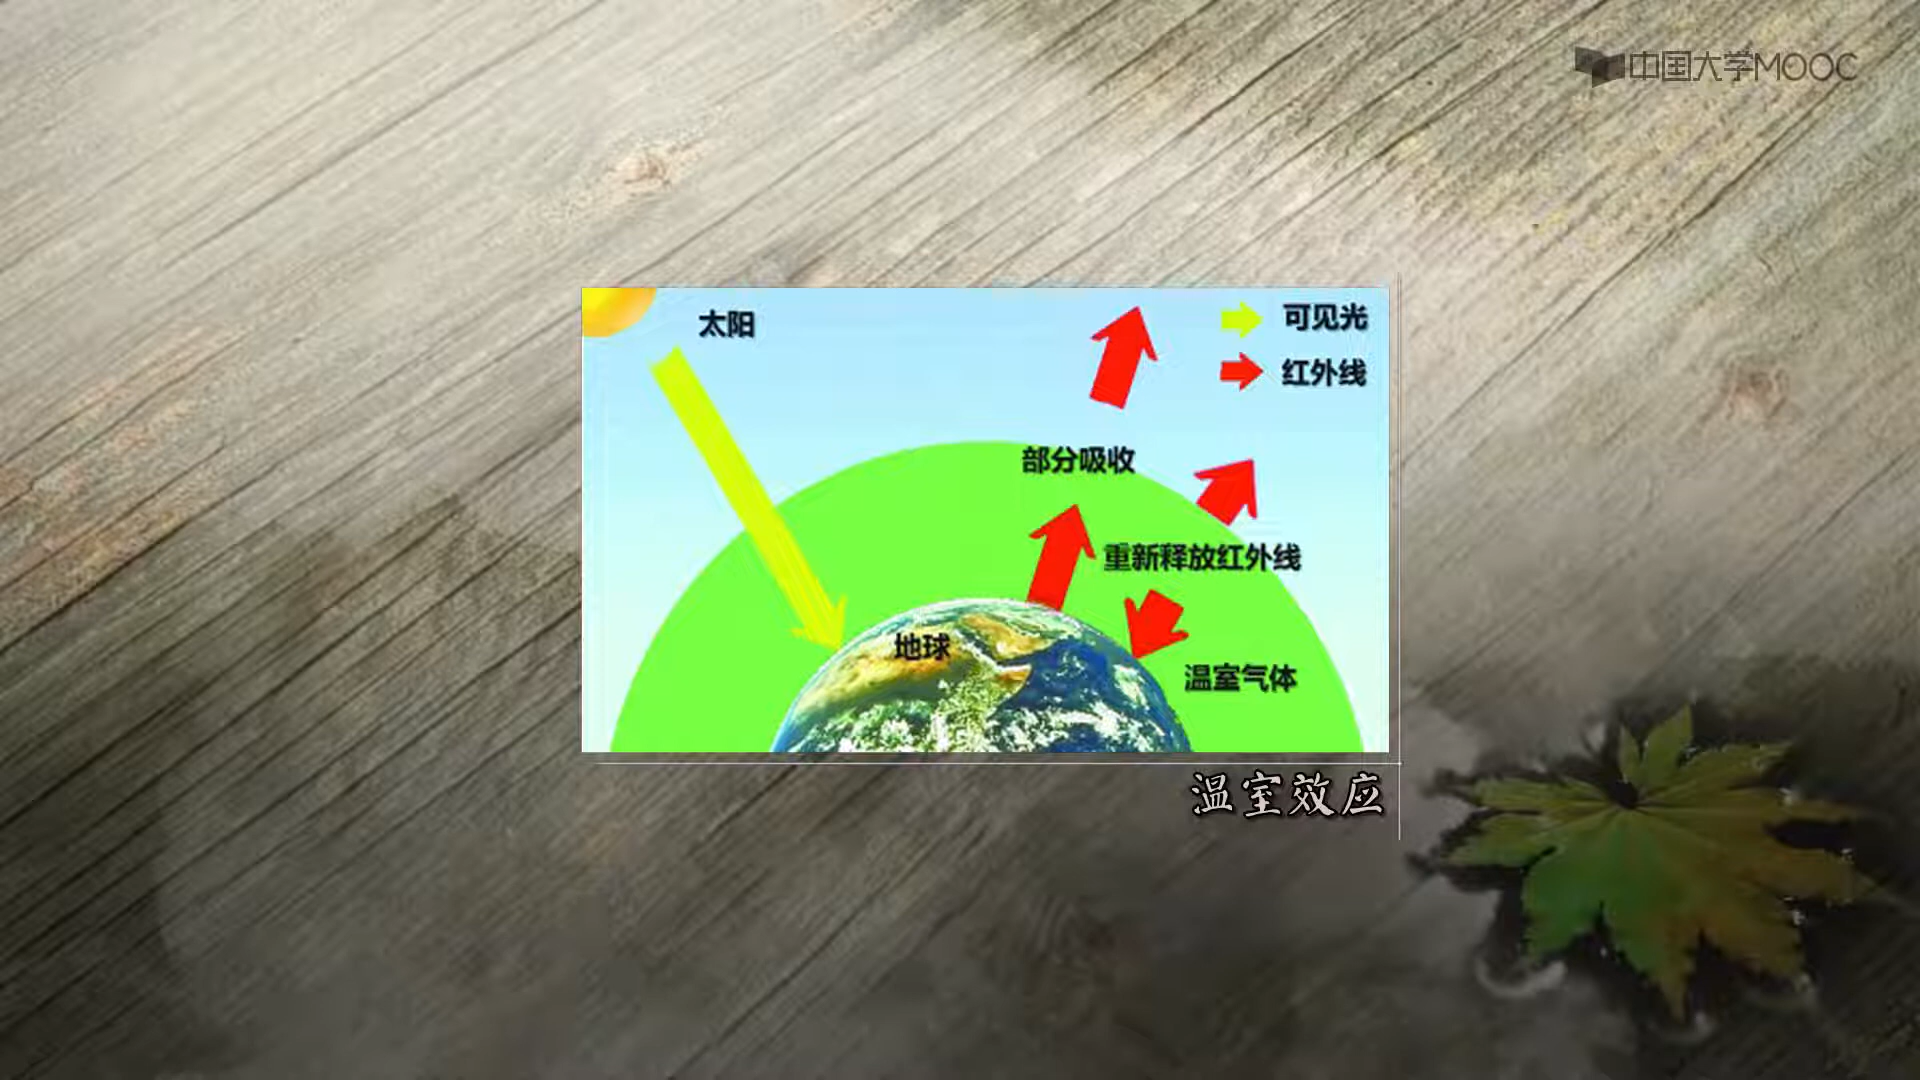 中国大学MOOC
太阳
可见光
红外线
部分吸收
重新释放红外线
地球
温室气体
温室效应